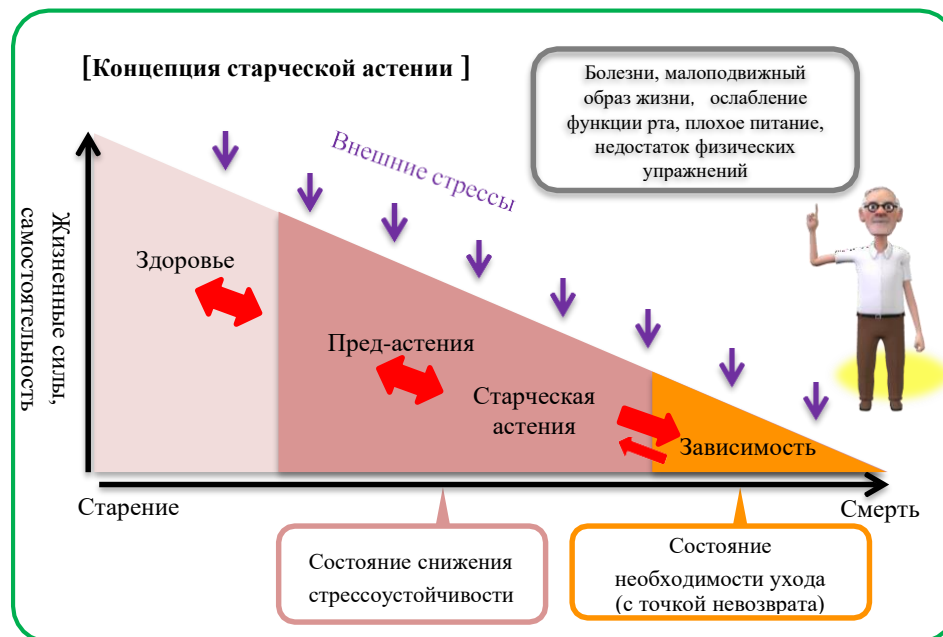 [Концепция старческой астении ]
Болезни, малоподвижный
образ жизни, ослабление
функции рта, плохое питание,
недостаток физических
упражнений
Внешние стрессы
Жизненные силы,
самостоятельность
Здоровье
Пред-астения
Старческая
астения
Зависимость
Старение
Смерть
Состояние снижения
стрессоустойчивости
Состояние
необходимости ухода
(с точкой невозврата)